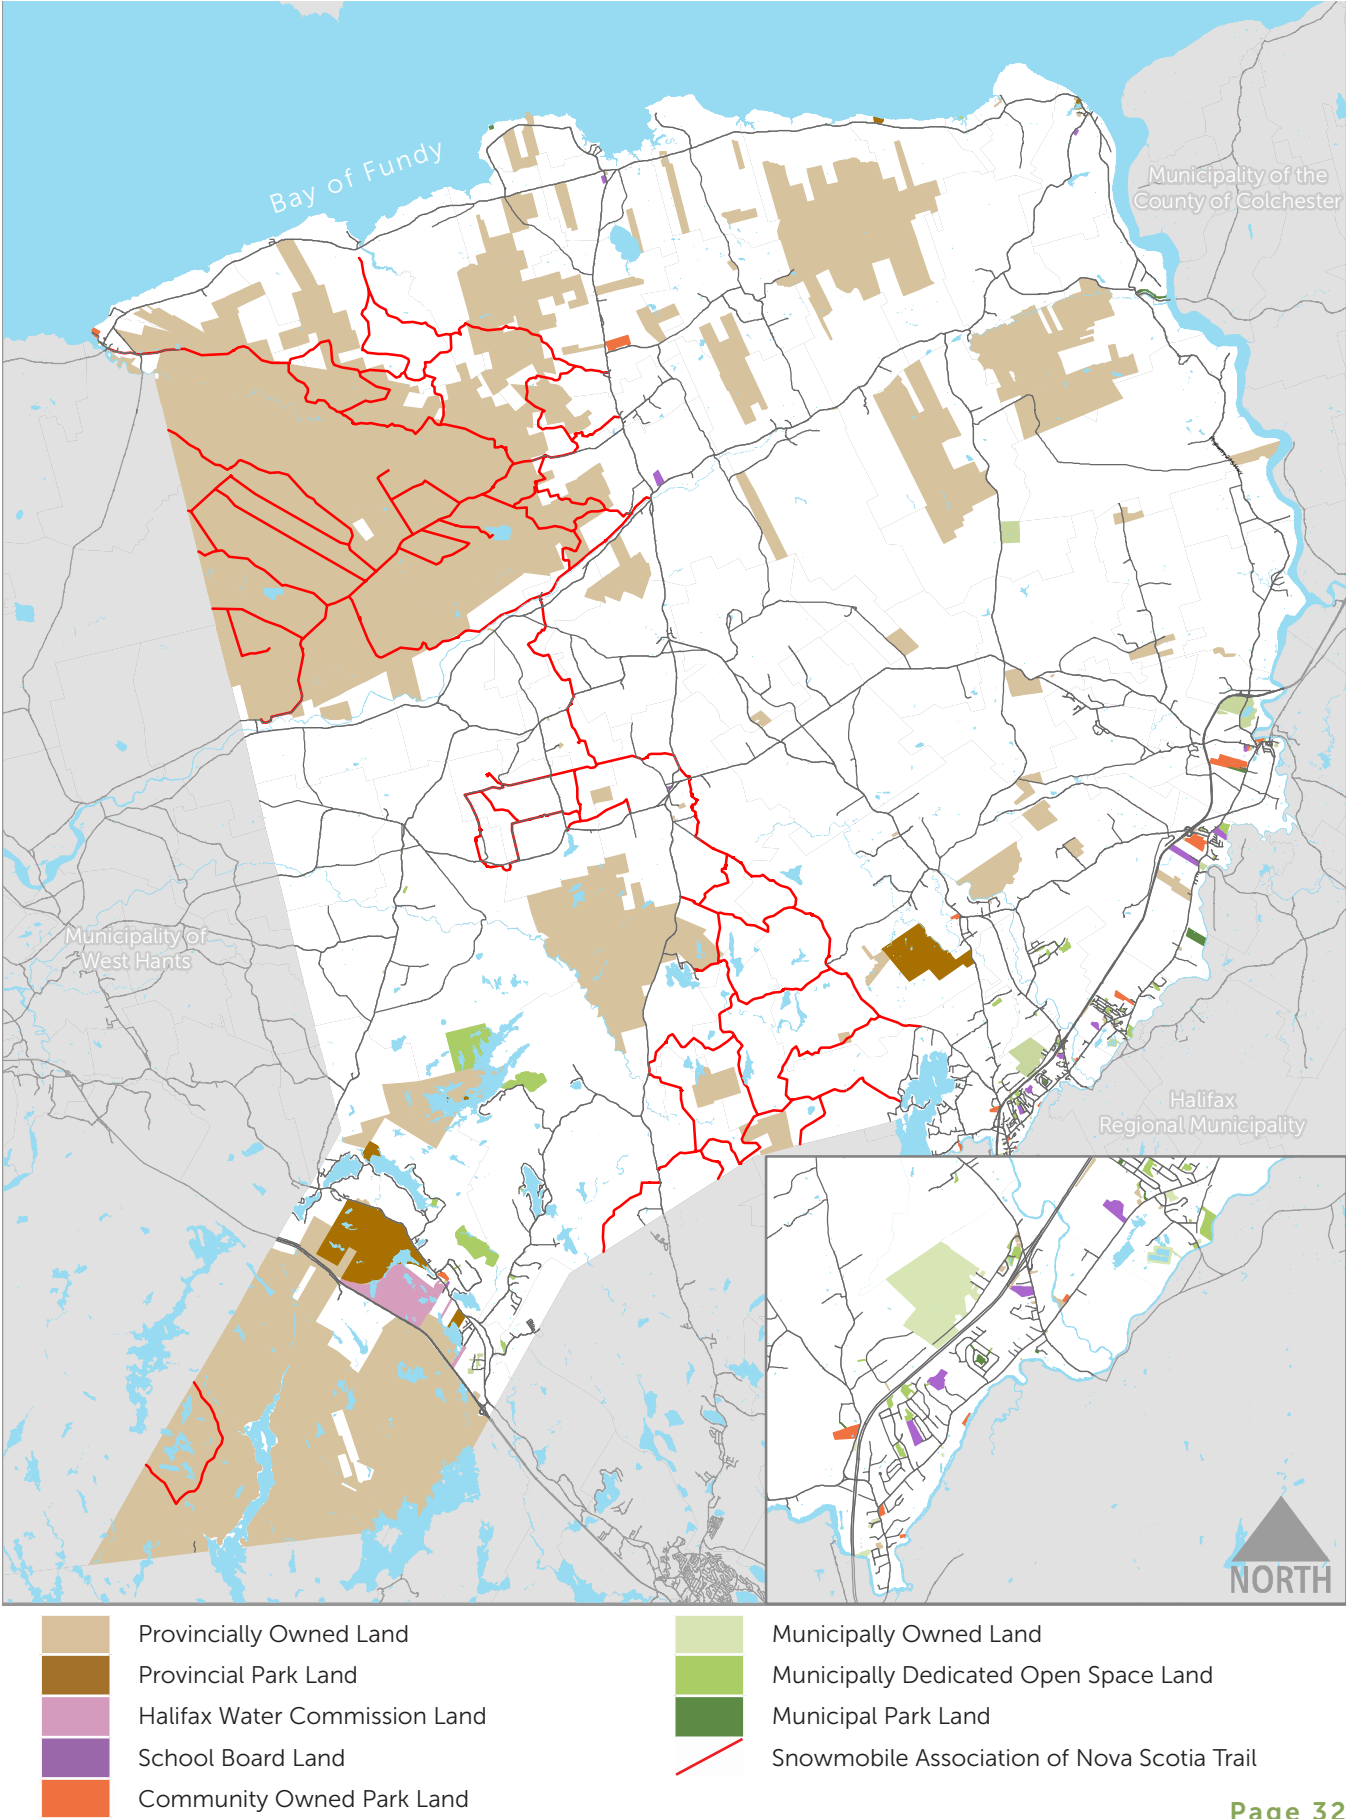 Bay of Fundy
Municipality of the
County of Colchester
Municipality of
West Hants
Halifax
Regional Municipality
NORTH
Provincially Owned Land
Provincial Park Land
Halifax Water Commission Land
School Board Land
Community Owned Park Land
Municipally Owned Land
Municipally Dedicated Open Space Land
Municipal Park Land
Snowmobile Association of Nova Scotia Trail
Page 32